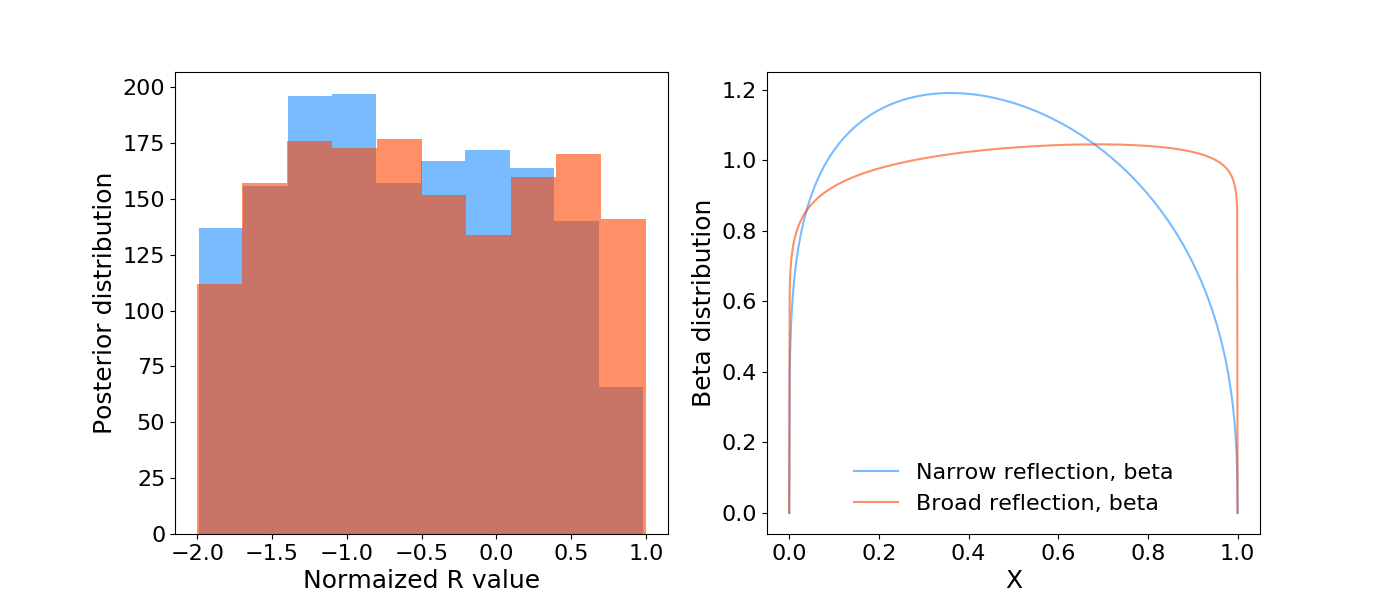 Posterior distribution
200
175
150
125
100
75
50
25
0
−2.0 −1.5 −1.0 −0.5 0.0 0.5 1.0
Normaized R value
Beta distribution
1.2
1.0
0.8
0.6
0.4
0.2
0.0
Narrow reflection, beta
Broad reflection, beta
0.0 0.2 0.4 0.6 0.8 1.0
X